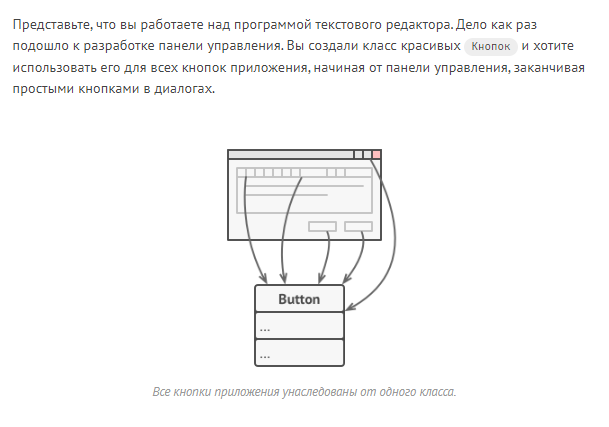 Представьте, что вы работаете над программой текстового редактора. Дело как раз
подошло к разработке панели управления. Вы создали класс красивых Кнопок и хотите
использовать его для всех кнопок приложения, начиная от панели управления, заканчивая
простыми кнопками в диалогах.
Button
...
...
Все кнопки приложения унаследованы от одного класса.